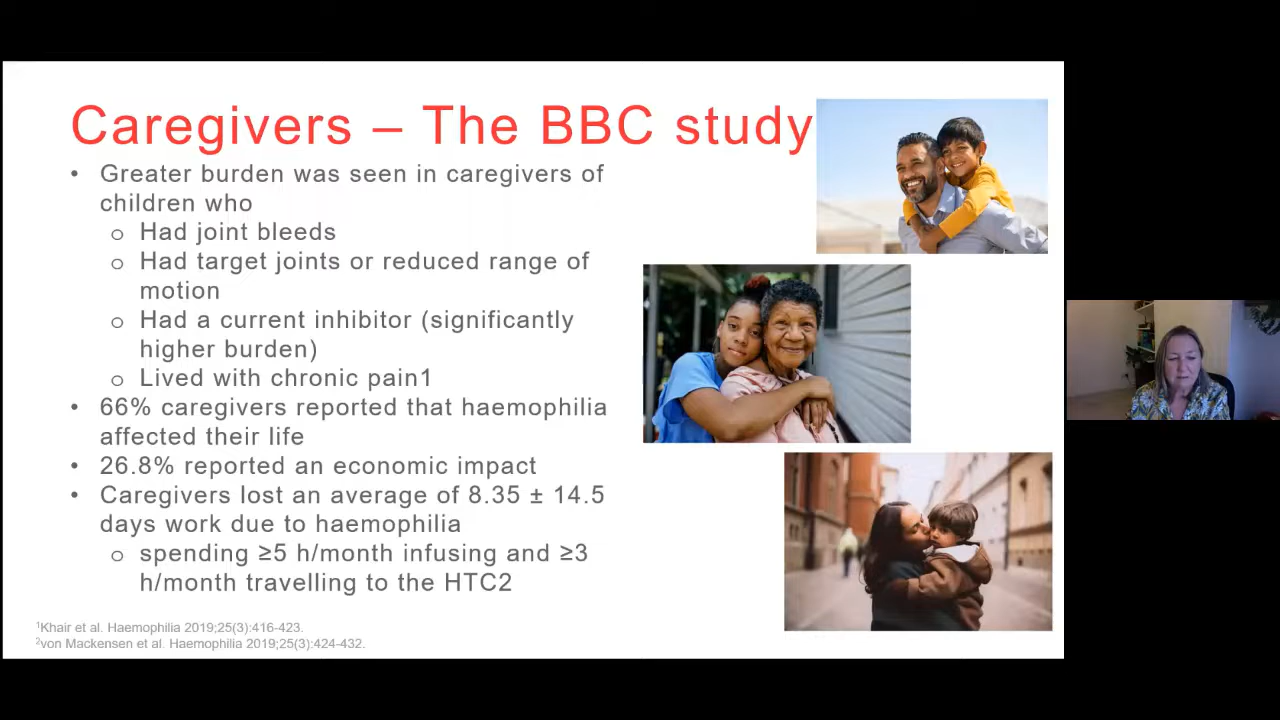 Caregivers – The BBC study
• Greater burden was seen in caregivers of
children who
o Had joint bleeds
o Had target joints or reduced range of
motion
o Had a current inhibitor (significantly
higher burden)
o Lived with chronic pain1
• 66% caregivers reported that haemophilia
affected their life
• 26.8% reported an economic impact
• Caregivers lost an average of 8.35 ± 14.5
days work due to haemophilia
o spending ≥5 h/month infusing and ≥3
h/month travelling to the HTC2
¹Khair et al. Haemophilia 2019;25(3):416-423.
²von Mackensen et al. Haemophilia 2019;25(3):424-432.